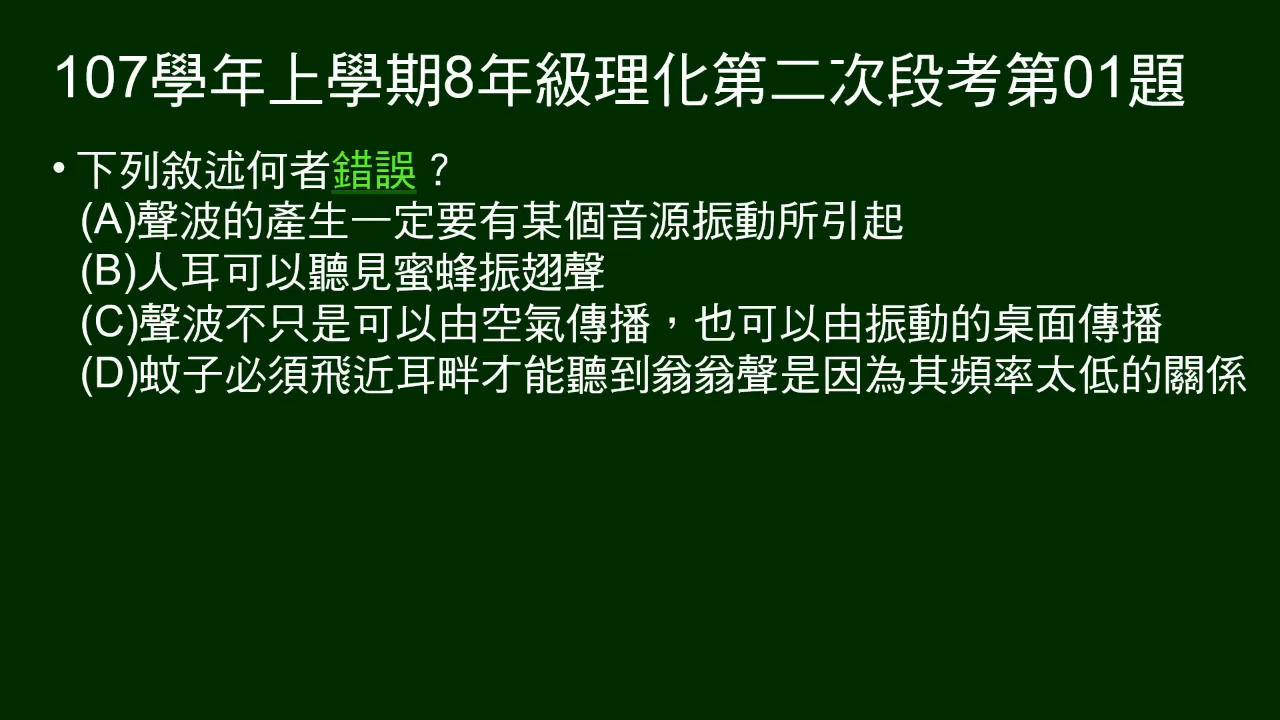 107學年上學期8年級理化第二次段考第01題
• 下列敘述何者錯誤？
(A)聲波的產生一定要有某個音源振動所引起
(B)人耳可以聽見蜜蜂振翅聲
(C)聲波不只是可以由空氣傳播，也可以由振動的桌面傳播
(D)蚊子必須飛近耳畔才能聽到翁翁聲是因為其頻率太低的關係